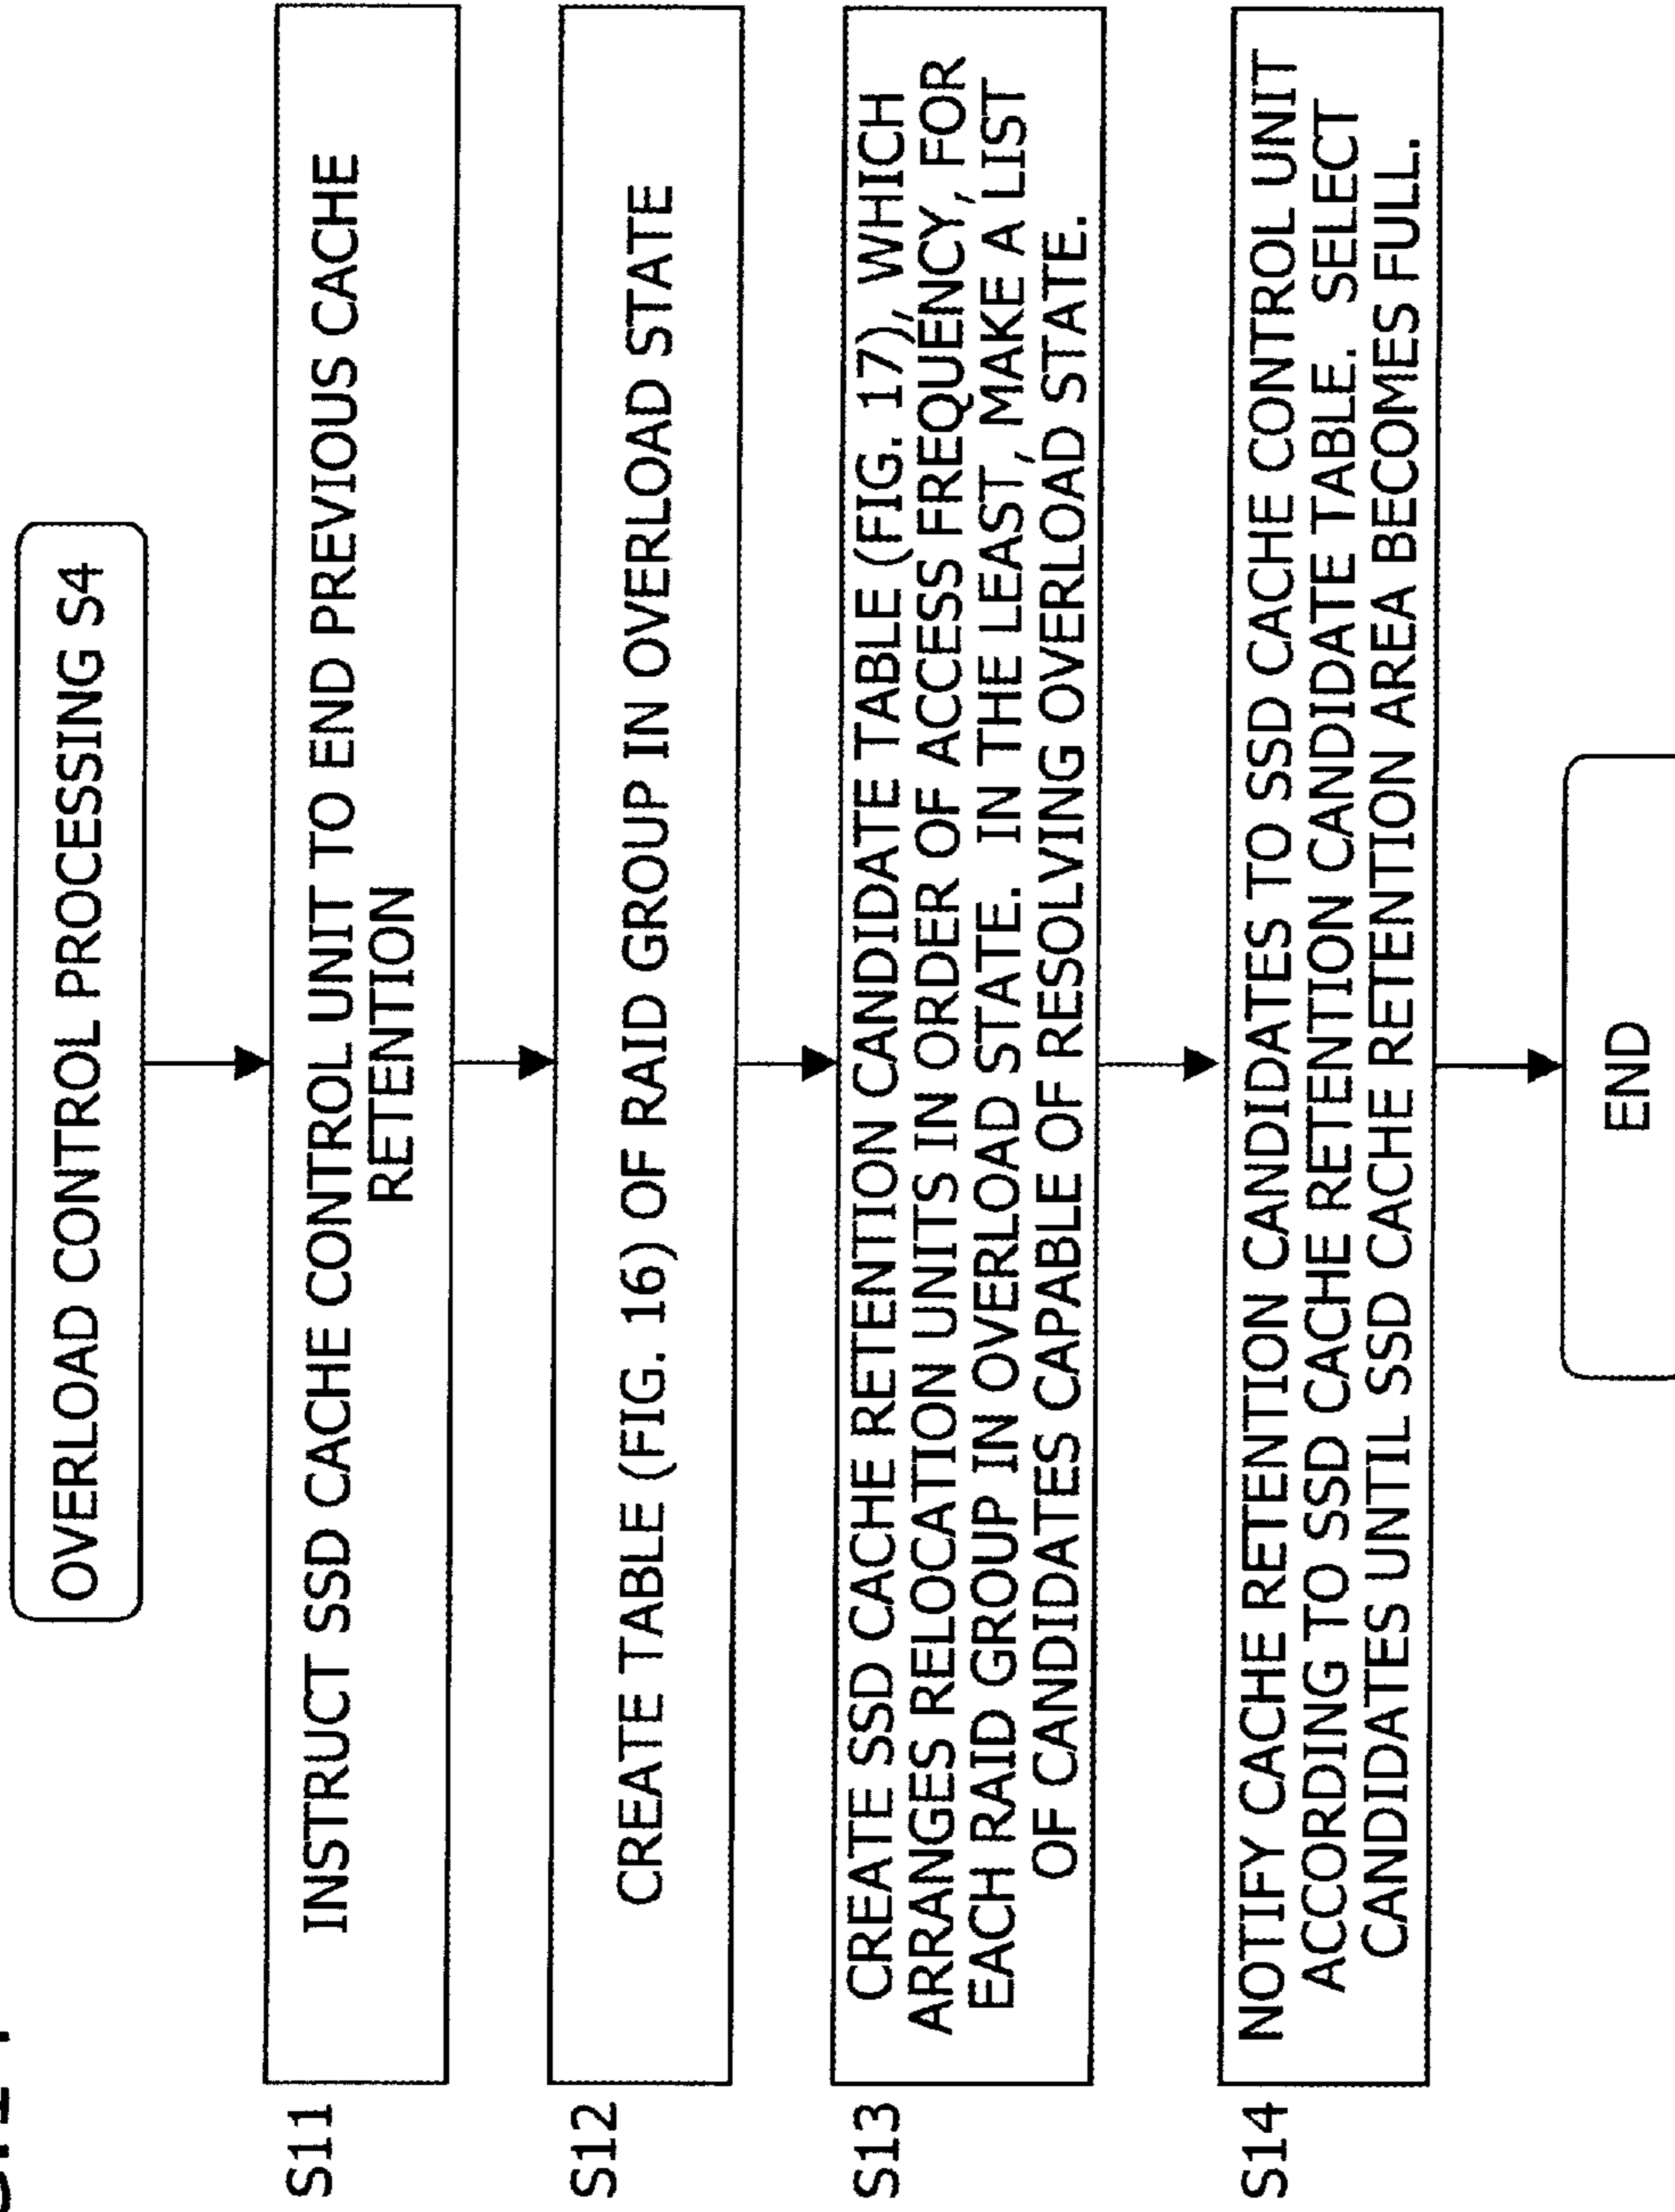 OVERLOAD CONTROL PROCESSING S4
S11
INSTRUCT SSD CACHE CONTROL UNIT TO END PREVIOUS CACHE
RETENTION
S12
CREATE TABLE (FIG. 16) OF RAID GROUP IN OVERLOAD STATE
S13
CREATE SSD CACHE RETENTION CANDIDATE TABLE (FIG. 17), WHICH
ARRANGES RELOCATION UNITS IN ORDER OF ACCESS FREQUENCY, FOR
EACH RAID GROUP IN OVERLOAD STATE. IN THE LEAST, MAKE A LIST
OF CANDIDATES CAPABLE OF RESOLVING OVERLOAD STATE.
S14
NOTIFY CACHE RETENTION CANDIDATES TO SSD CACHE CONTROL UNIT
ACCORDING TO SSD CACHE RETENTION CANDIDATE TABLE. SELECT
CANDIDATES UNTIL SSD CACHE RETENTION AREA BECOMES FULL.
END